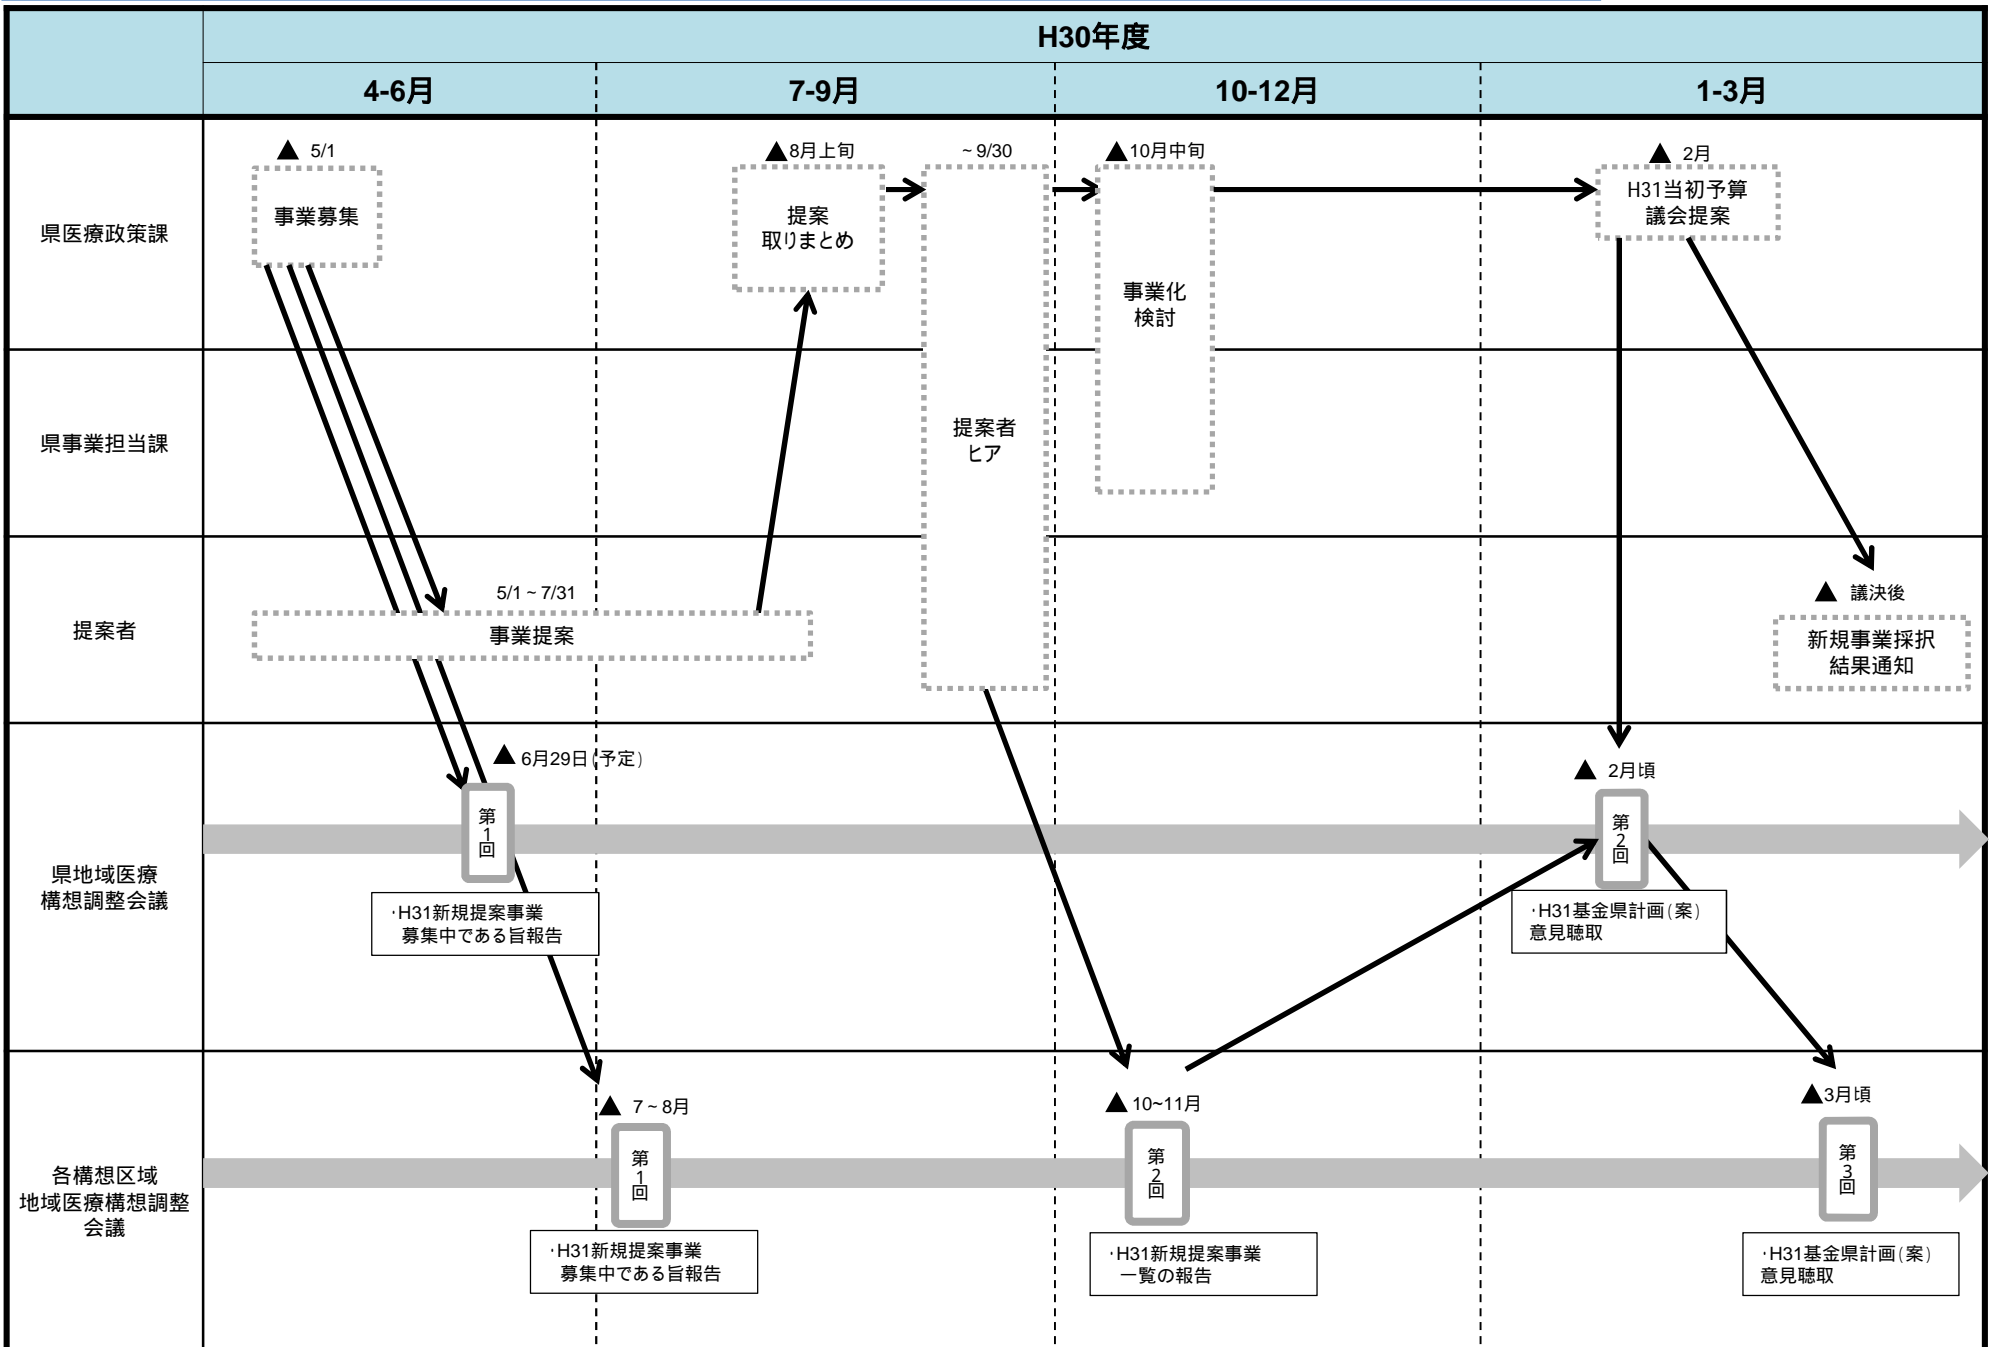 H30年度
4-6月
7-9月
10-12月
1-3月
県医療政策課
▲ 5/1
事業募集
▲8月上旬
提案
取りまとめ
~ 9/30
提案者
ヒア
▲10月中旬
事業化
検討
▲ 2月
H31当初予算
議会提案
県事業担当課
提案者
5/1 ~ 7/31
事業提案
▲ 議決後
新規事業採択
結果通知
県地域医療
構想調整会議
▲ 6月29日(予定)
第
1
回
・H31新規提案事業
募集中である旨報告
▲ 2月頃
第
2
回
・H31基金県計画(案)
意見聴取
各構想区域
地域医療構想調整
会議
▲ 7 ~ 8月
第
1
回
・H31新規提案事業
募集中である旨報告
▲ 10~11月
第
2
回
・H31新規提案事業
一覧の報告
▲3月頃
第
3
回
・H31基金県計画(案)
意見聴取